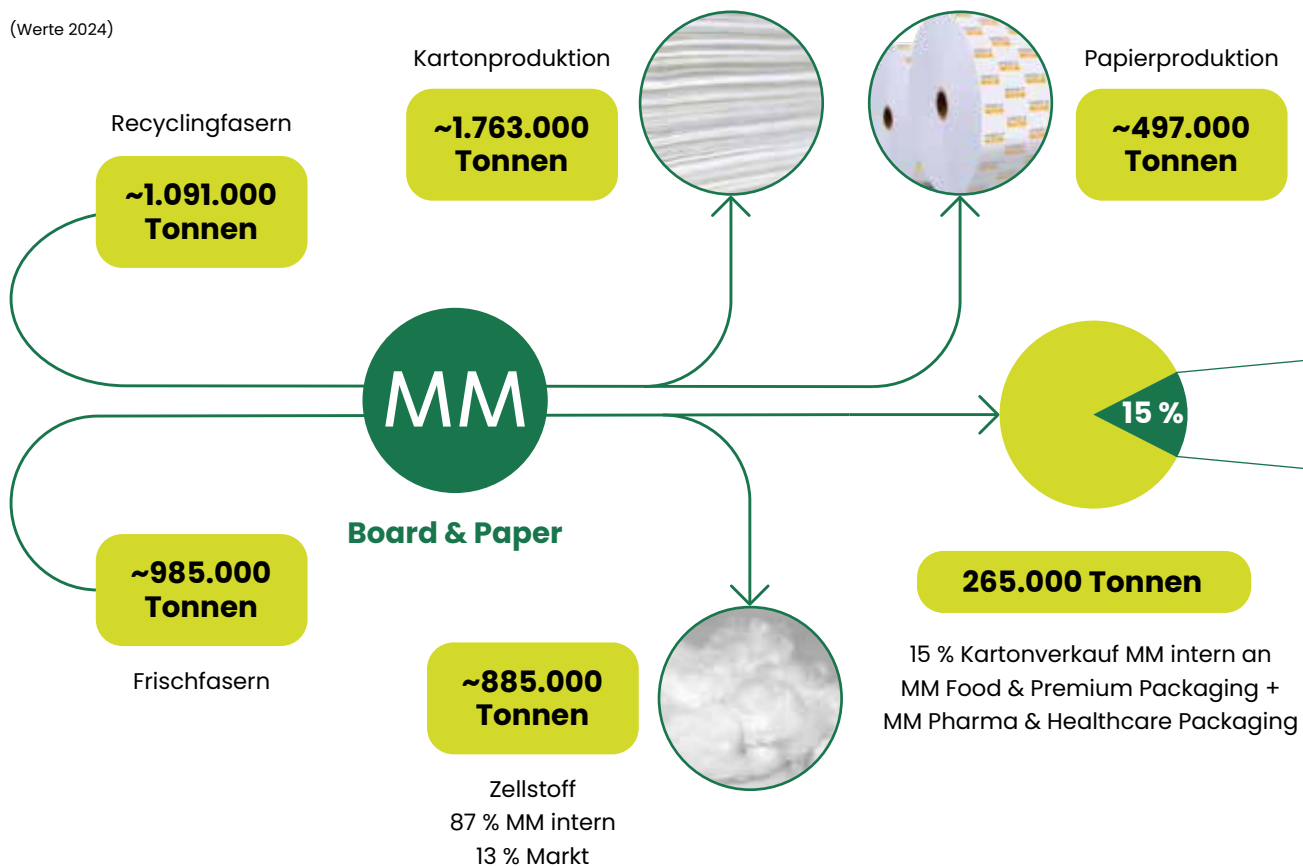 (Werte 2024)
Recyclingfasern
~1.091.000
Tonnen
Kartonproduktion
~1.763.000
Tonnen
Papierproduktion
~497.000
Tonnen
MM
Board & Paper
15 %
~985.000
Tonnen
Frischfasern
~885.000
Tonnen
Zellstoff
87 % MM intern
13 % Markt
265.000 Tonnen
15 % Kartonverkauf MM intern an
MM Food & Premium Packaging +
MM Pharma & Healthcare Packaging